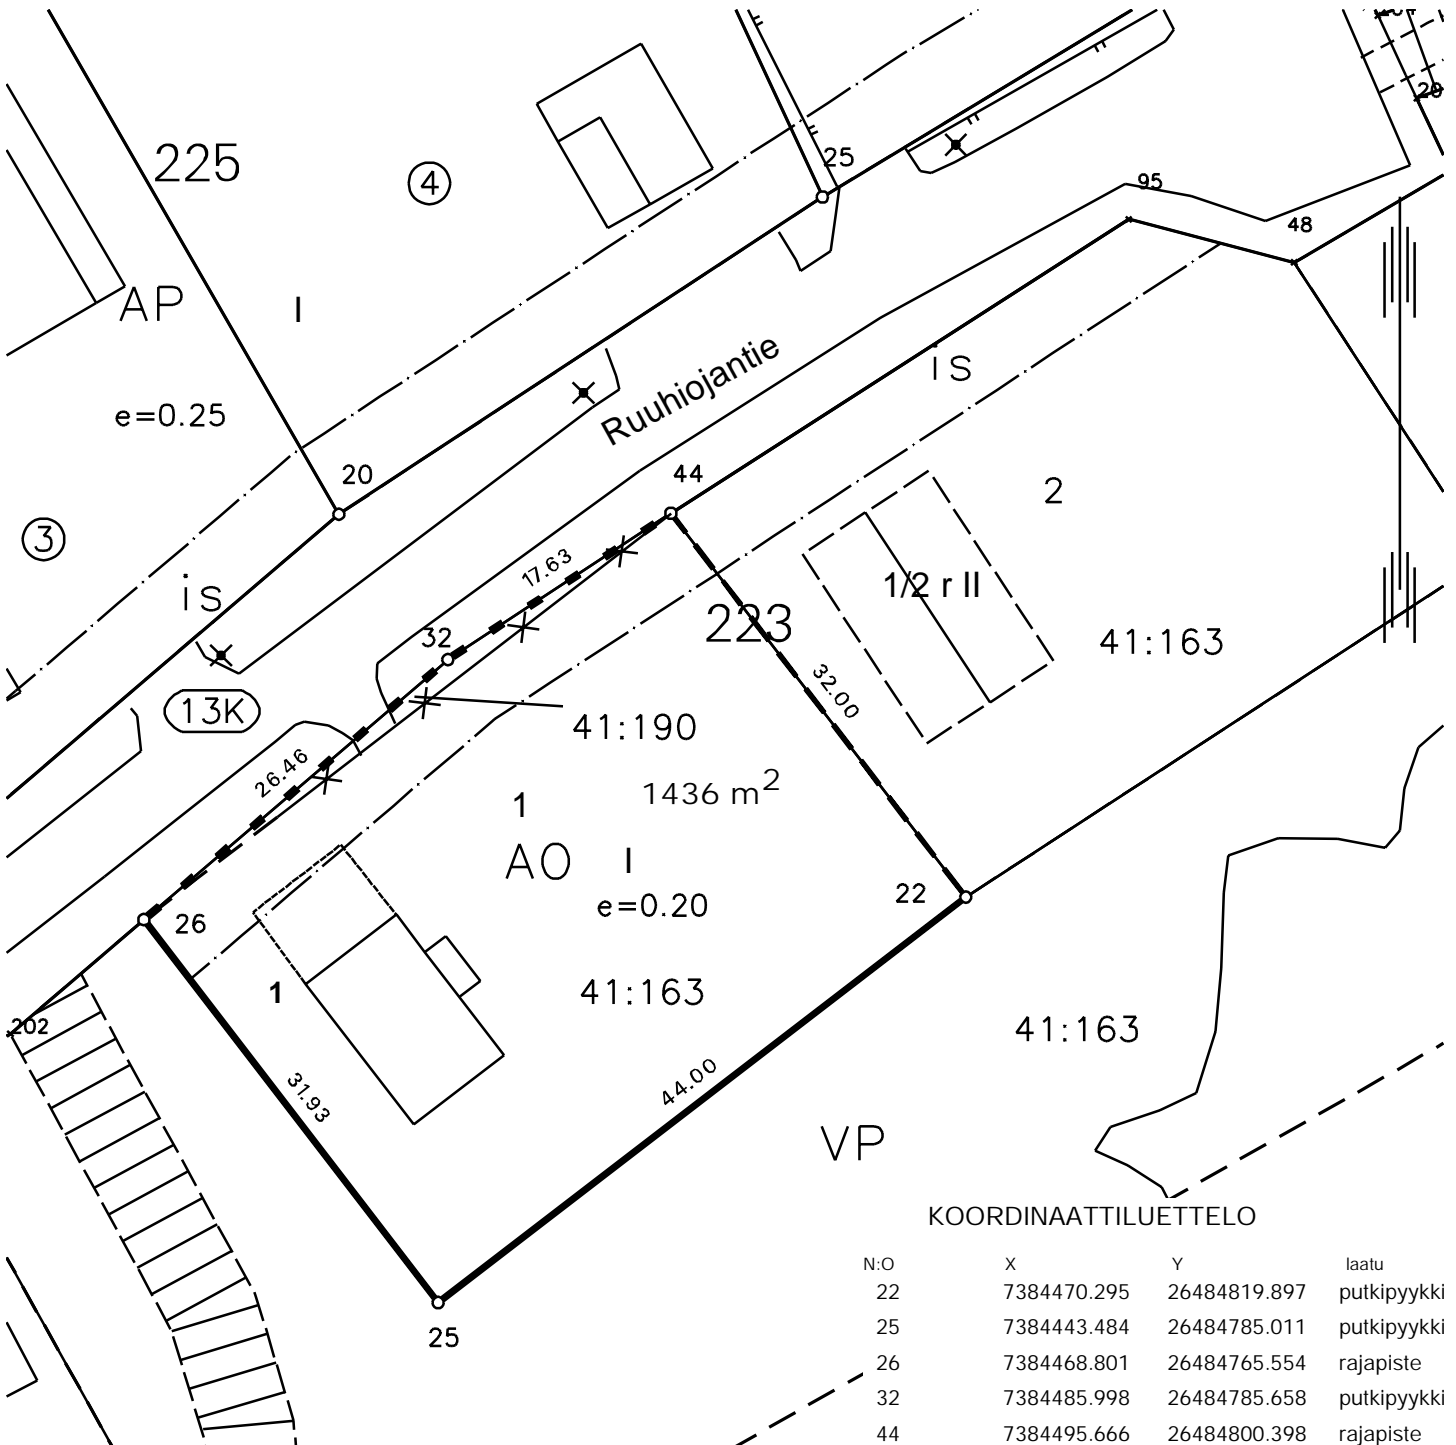 225
4
25
95
48
AP
I
is
e=0.25
Ruuhiojantie
20
44
2
3
17.63
1/2 r II
is
32
223
41:163
32.00
13K
41:190
26.46
1436 m²
1
AO I
22
e=0.20
26
1
41:163
202
41:163
31.93
44.00
VP
25
KOORDINAATTILUETTELO
N:O X Y laatu
22 7384470.295 26484819.897 putkipyykki
25 7384443.484 26484785.011 putkipyykki
26 7384468.801 26484765.554 rajapiste
32 7384485.998 26484785.658 putkipyykki
44 7384495.666 26484800.398 rajapiste